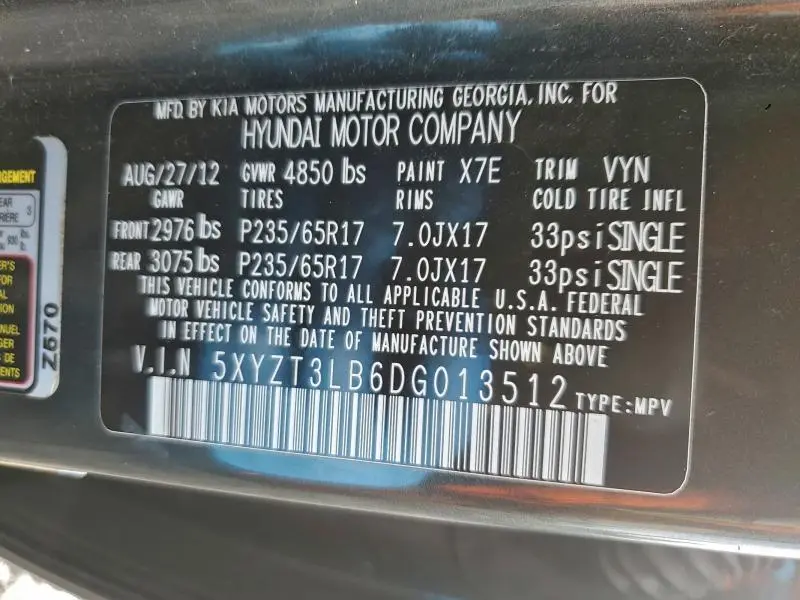 MFD. BY KIA MOTORS MANUFACTURING GEORGIA, INC. FOR
HYUNDAI MOTOR COMPANY
AUG/27/12 GVWR 4850 lbs PAINT X7E TRIM VYN
GAWR TIRES RIMS COLD TIRE INFL
FRONT 2976 lbs P235/65R17 7.0JX17 33psi SINGLE
REAR 3075 lbs P235/65R17 7.0JX17 33psi SINGLE
THIS VEHICLE CONFORMS TO ALL APPLICABLE U.S.A. FEDERAL
MOTOR VEHICLE SAFETY AND THEFT PREVENTION STANDARDS
IN EFFECT ON THE DATE OF MANUFACTURE SHOWN ABOVE
V.I.N 5XYZT3LB6DG013512 TYPE:MPV
Z670